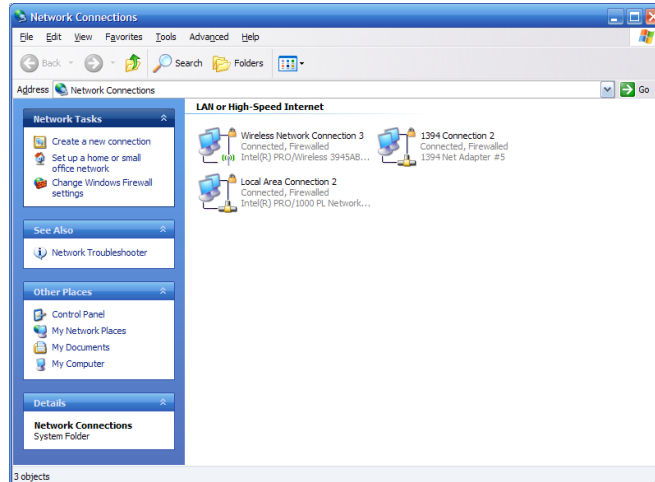 Network Connections
File Edit View Favorites Tools Advanced Help
Back Search Folders
Address Network Connections Go
Network Tasks
Create a new connection
Set up a home or small
office network
Change Windows Firewall
settings
See Also
Network Troubleshooter
Other Places
Control Panel
My Network Places
My Documents
My Computer
Details
Network Connections
System Folder
LAN or High-Speed Internet
Wireless Network Connection 3
Connected, Firewalled
Intel(R) PRO/Wireless 3945AB...
1394 Connection 2
Connected, Firewalled
1394 Net Adapter #5
Local Area Connection 2
Connected, Firewalled
Intel(R) PRO/1000 PL Network...
3 objects